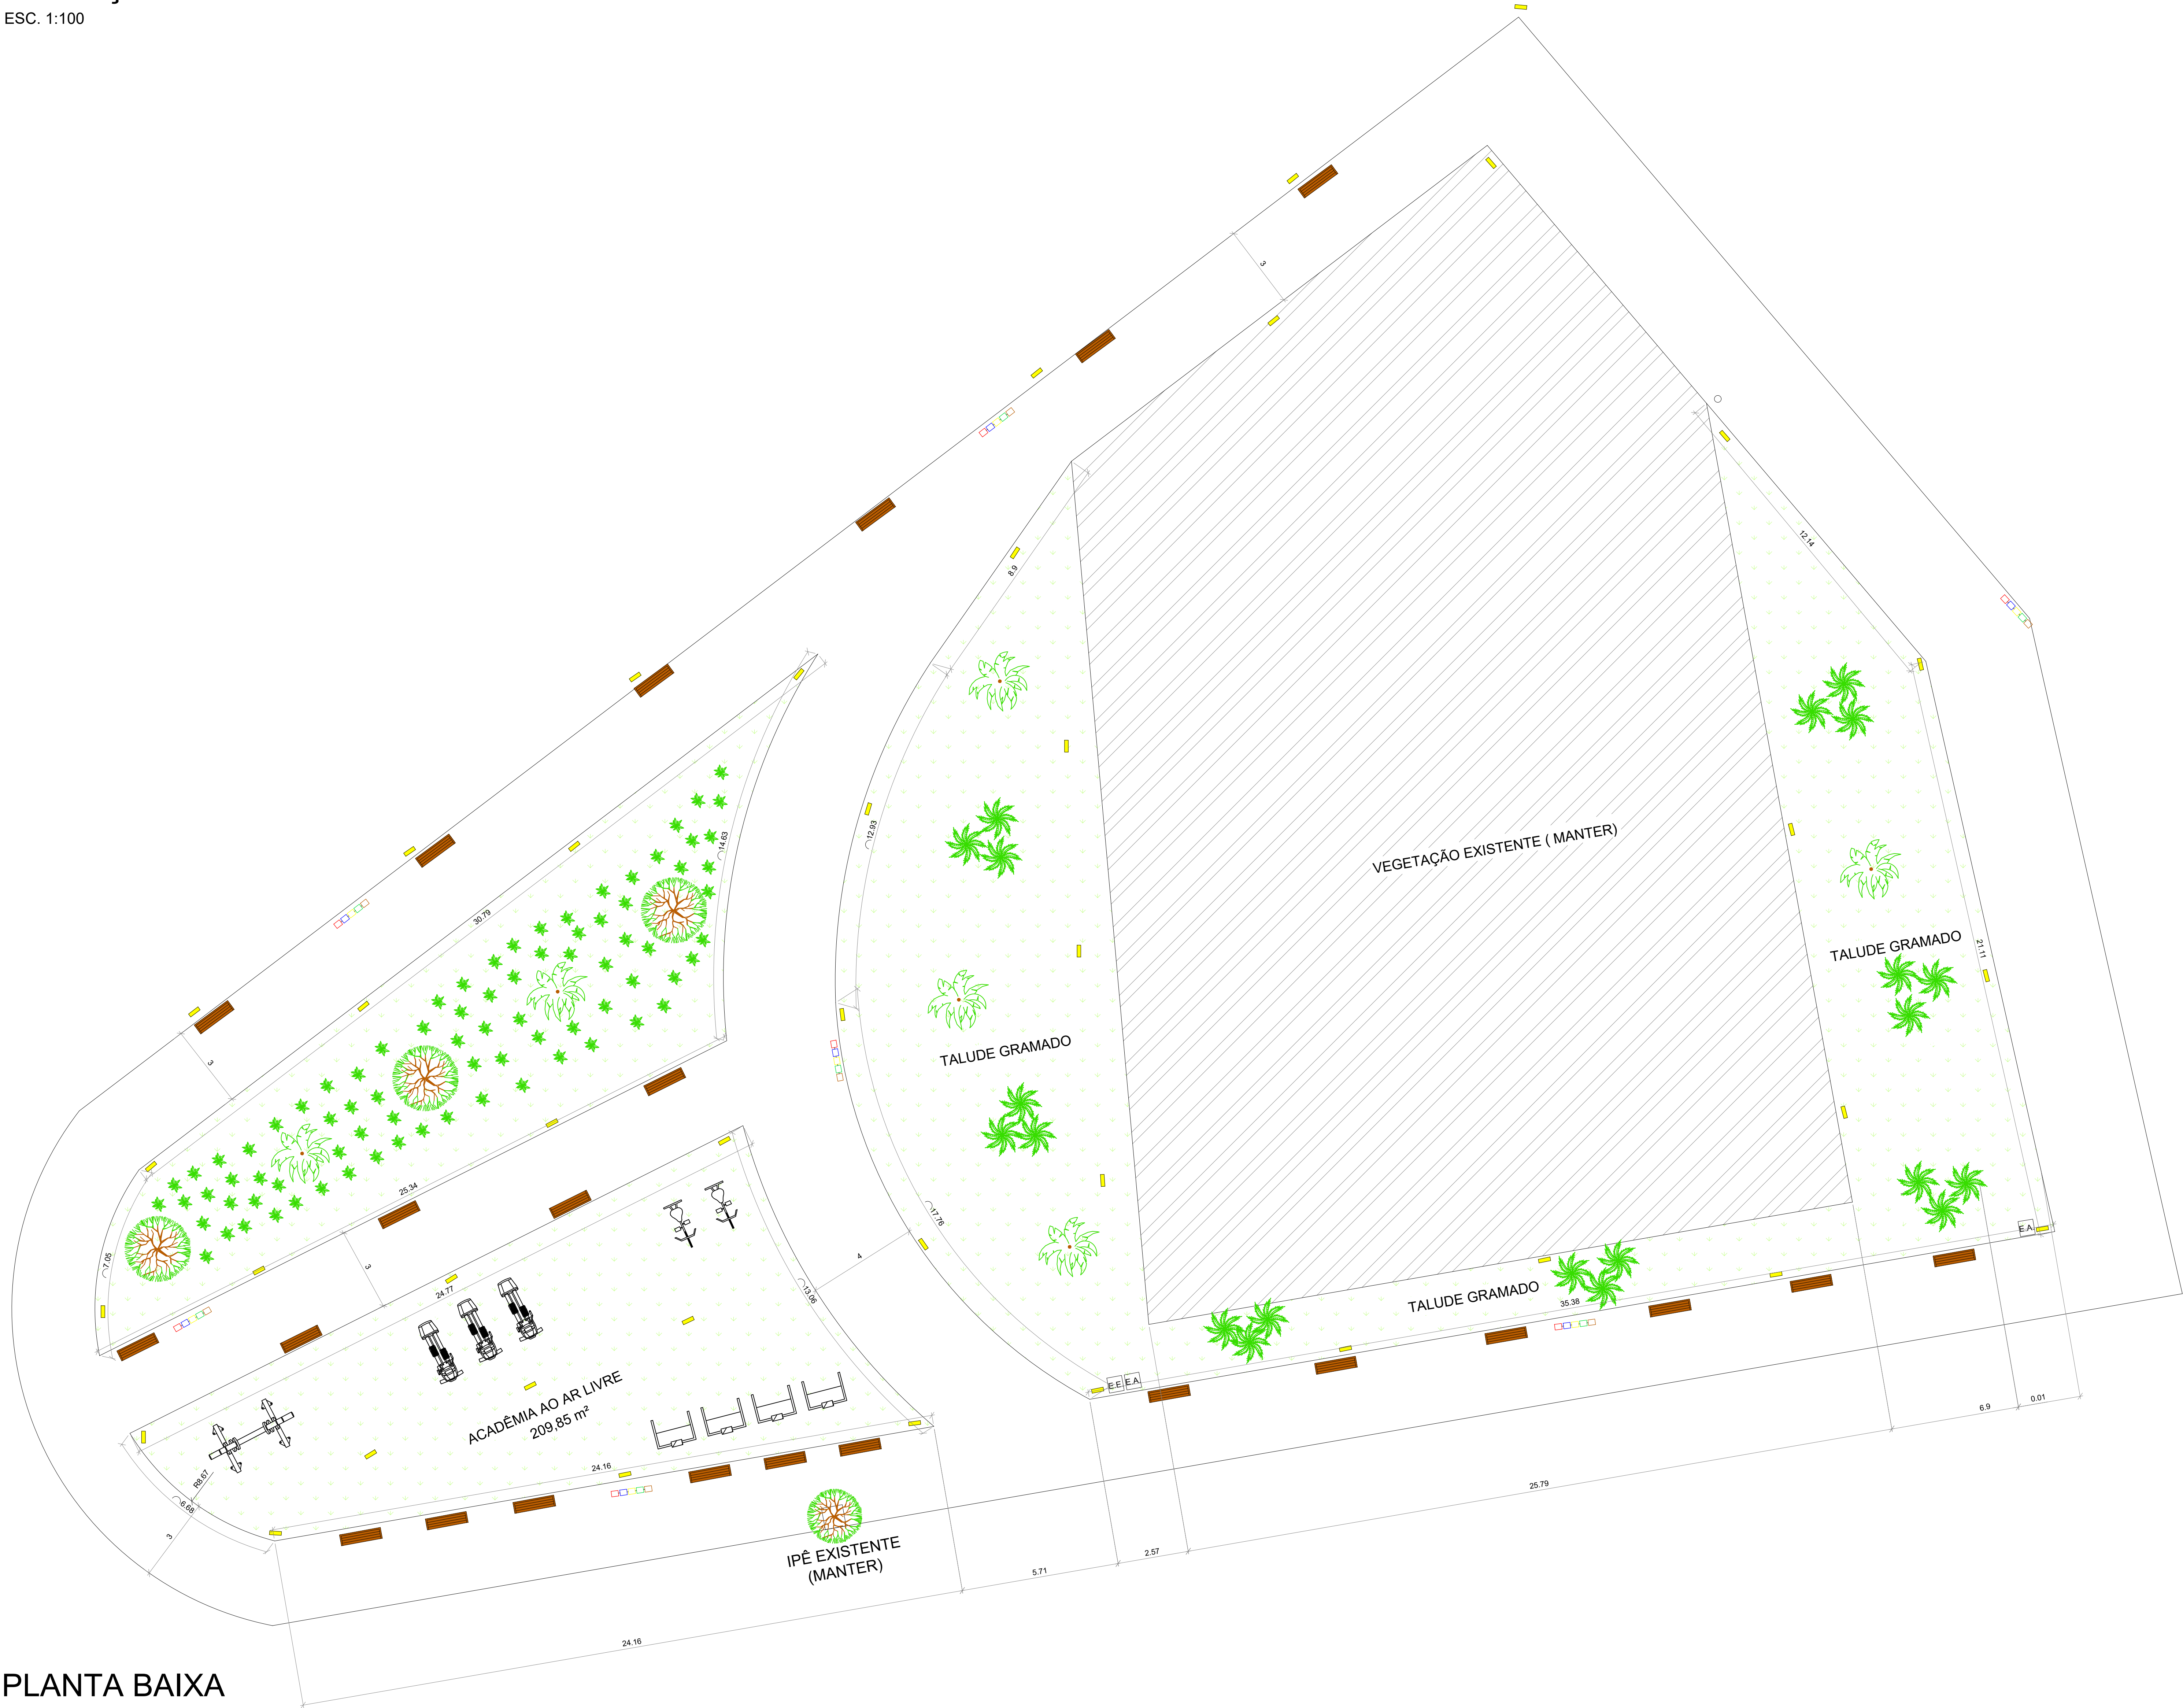 ESC. 1:100
3
12.14
8.9
12.93
14.63
VEGETAÇÃO EXISTENTE ( MANTER)
30.79
TALUDE GRAMADO
21.11
3
TALUDE GRAMADO
25.34
17.76
7.05
3
4
24.77
13.06
E.A.
TALUDE GRAMADO
35.38
E.E.
E.A.
ACADÊMIA AO AR LIVRE
209,85 m²
24.16
R8.67
6.68
3
6.9
0.01
25.79
IPÊ EXISTENTE
(MANTER)
2.57
5.71
24.16
PLANTA BAIXA